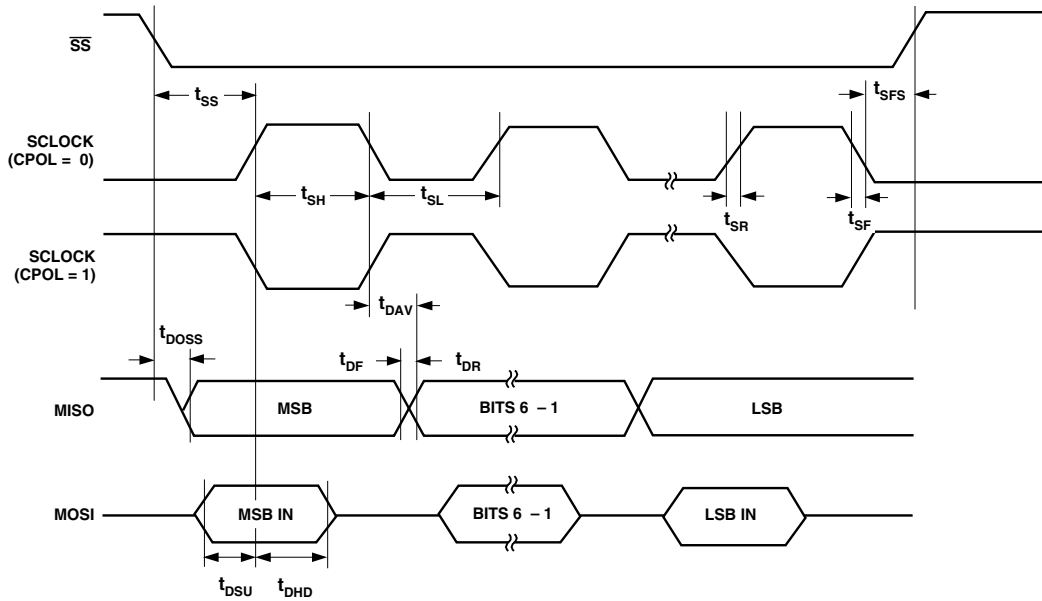 SS
tSS
tSFS
SCLOCK
(CPOL = 0)
tSH
tSL
tSR
tSF
SCLOCK
(CPOL = 1)
tDAV
tDOSS
tDF
tDR
MISO
MSB
BITS 6 – 1
LSB
MOSI
MSB IN
BITS 6 – 1
LSB IN
tDSU
tDHD